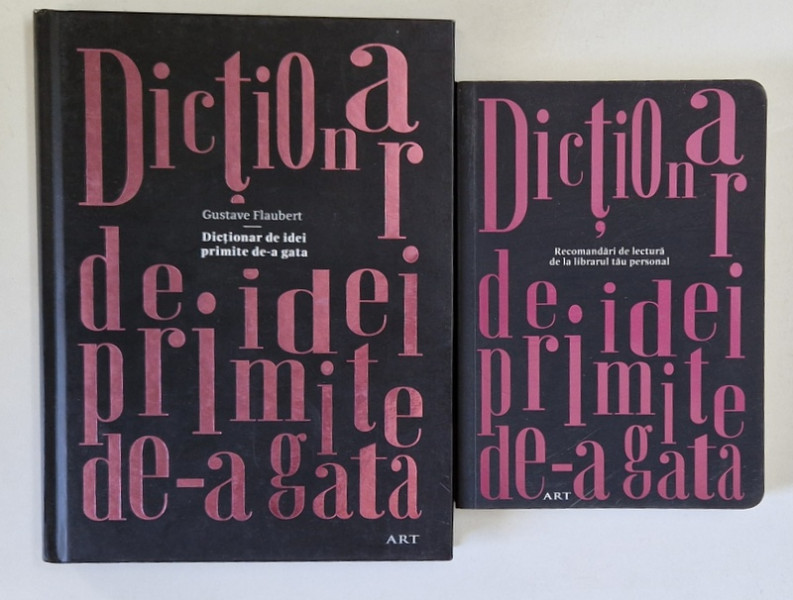 Dicționar
Gustave Flaubert
Dicționar de idei
primite de-a gata
de idei
primite
de-a gata
ART
Dicționar
Recomandări de lectură
de la librarul tău personal
de idei
primite
de-a gata
ART